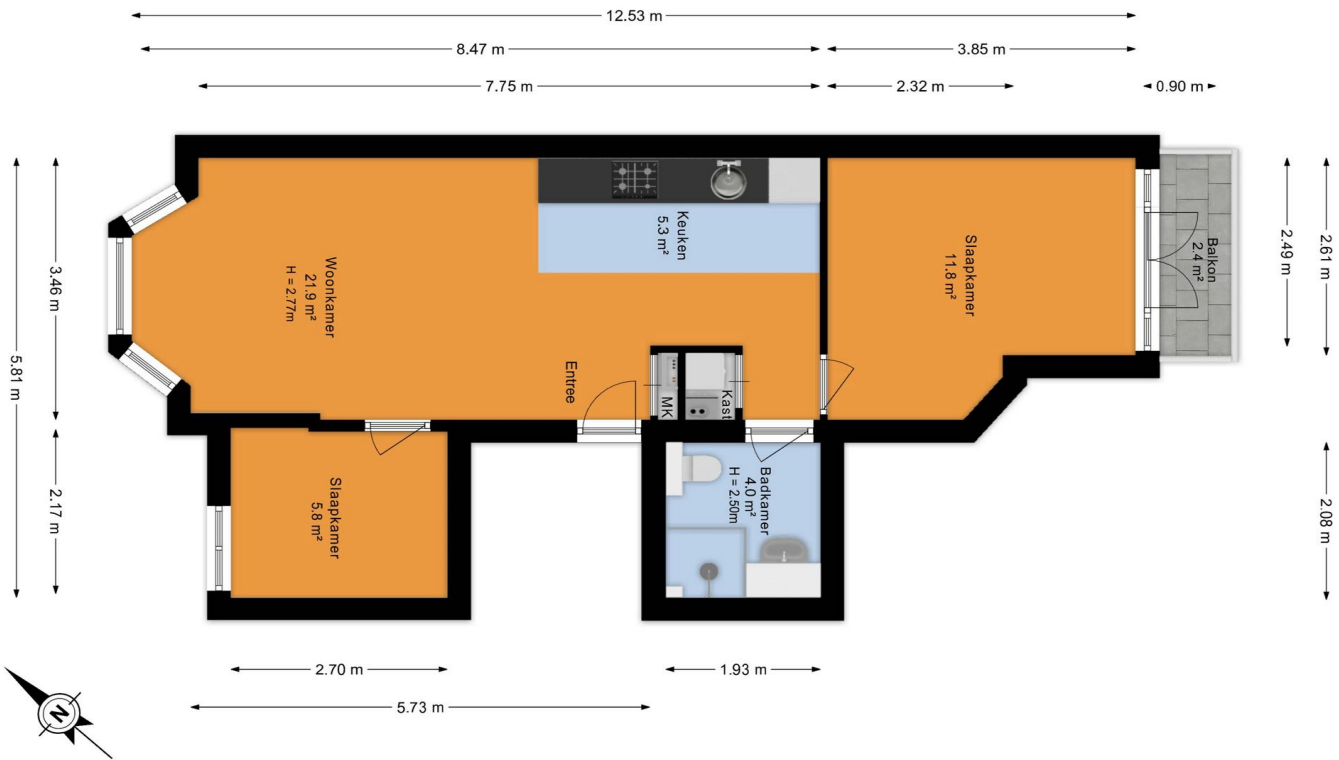 12.53 m
8.47 m
3.85 m
7.75 m
2.32 m
0.90 m
5.81 m
3.46 m
2.17 m
Woonkamer
21.9 m²
H = 2.77m
Keuken
5.3 m²
Slaapkamer
11.8 m²
Balkon
2.4 m²
2.49 m
2.61 m
2.08 m
Entree
MK
Kast
Slaapkamer
5.8 m²
Badkamer
4.0 m²
H = 2.50m
2.70 m
1.93 m
5.73 m
N